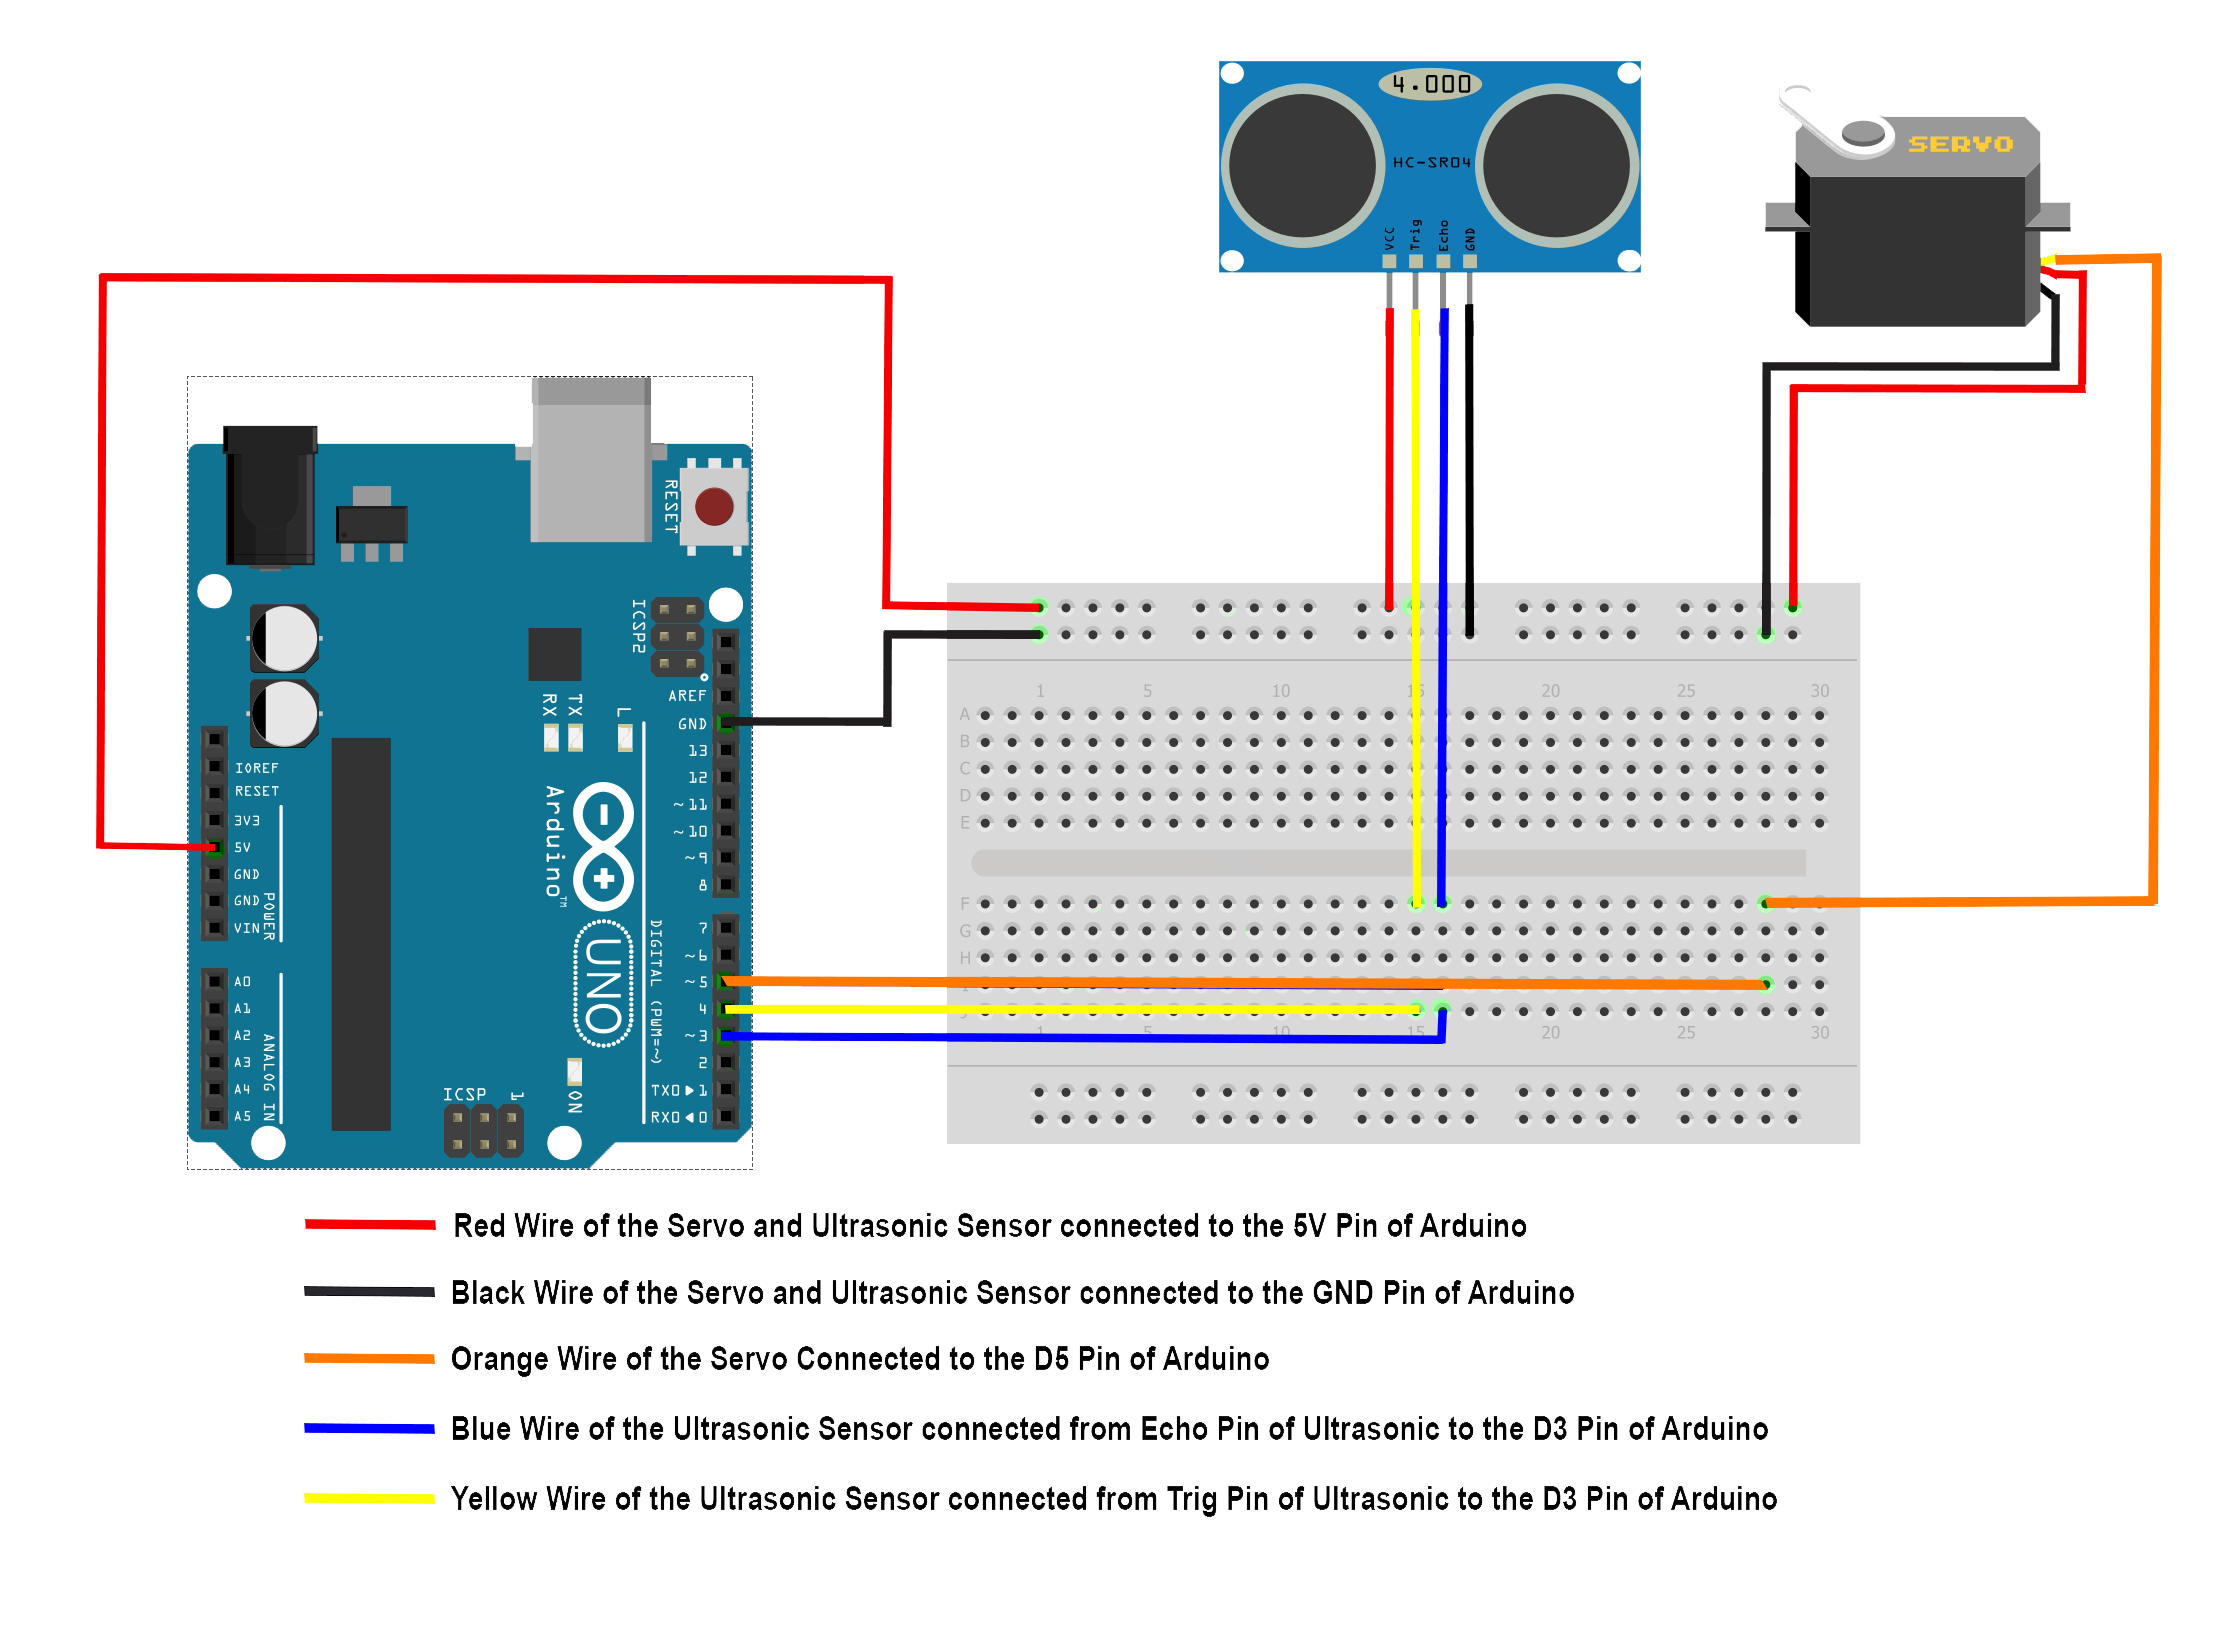 4.000
HC-SR04
VCC
Trig
Echo
GND
SERVO
RESET
ICSP2
AREF
GND
13
12
~11
~10
~9
8
RX
TX
L
Arduino™
UNO
IOREF
RESET
3V3
5V
GND
GND
VIN
POWER
A0
A1
A2
A3
A4
A5
ANALOG IN
7
~6
~5
4
~3
2
TX0▶1
RX0◀0
DIGITAL (PWM=~)
ICSP
1
ON
1 5 10 15 20 25 30
A
B
C
D
E
F
G
H
1 5 10 15 20 25 30
Red Wire of the Servo and Ultrasonic Sensor connected to the 5V Pin of Arduino
Black Wire of the Servo and Ultrasonic Sensor connected to the GND Pin of Arduino
Orange Wire of the Servo Connected to the D5 Pin of Arduino
Blue Wire of the Ultrasonic Sensor connected from Echo Pin of Ultrasonic to the D3 Pin of Arduino
Yellow Wire of the Ultrasonic Sensor connected from Trig Pin of Ultrasonic to the D3 Pin of Arduino